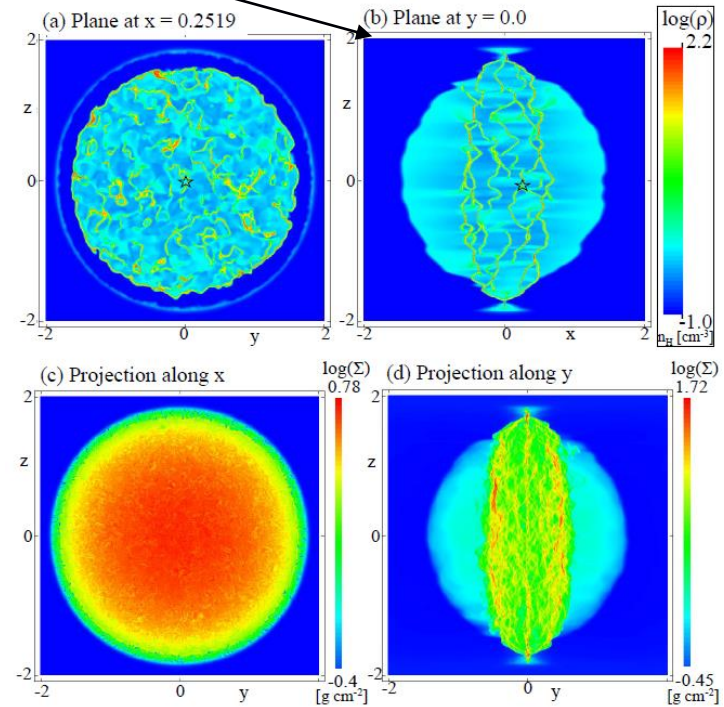 (a) Plane at x = 0.2519
(b) Plane at y = 0.0
log(ρ)
2.2
-1.0
n_H [cm⁻³]
2
z
0
-2
-2
0
y
2
2
z
0
-2
-2
0
x
2
(c) Projection along x
log(Σ)
0.78
-0.4
[g cm⁻²]
(d) Projection along y
log(Σ)
1.72
-0.45
[g cm⁻²]
2
z
0
-2
-2
0
y
2
2
z
0
-2
-2
0
y
2